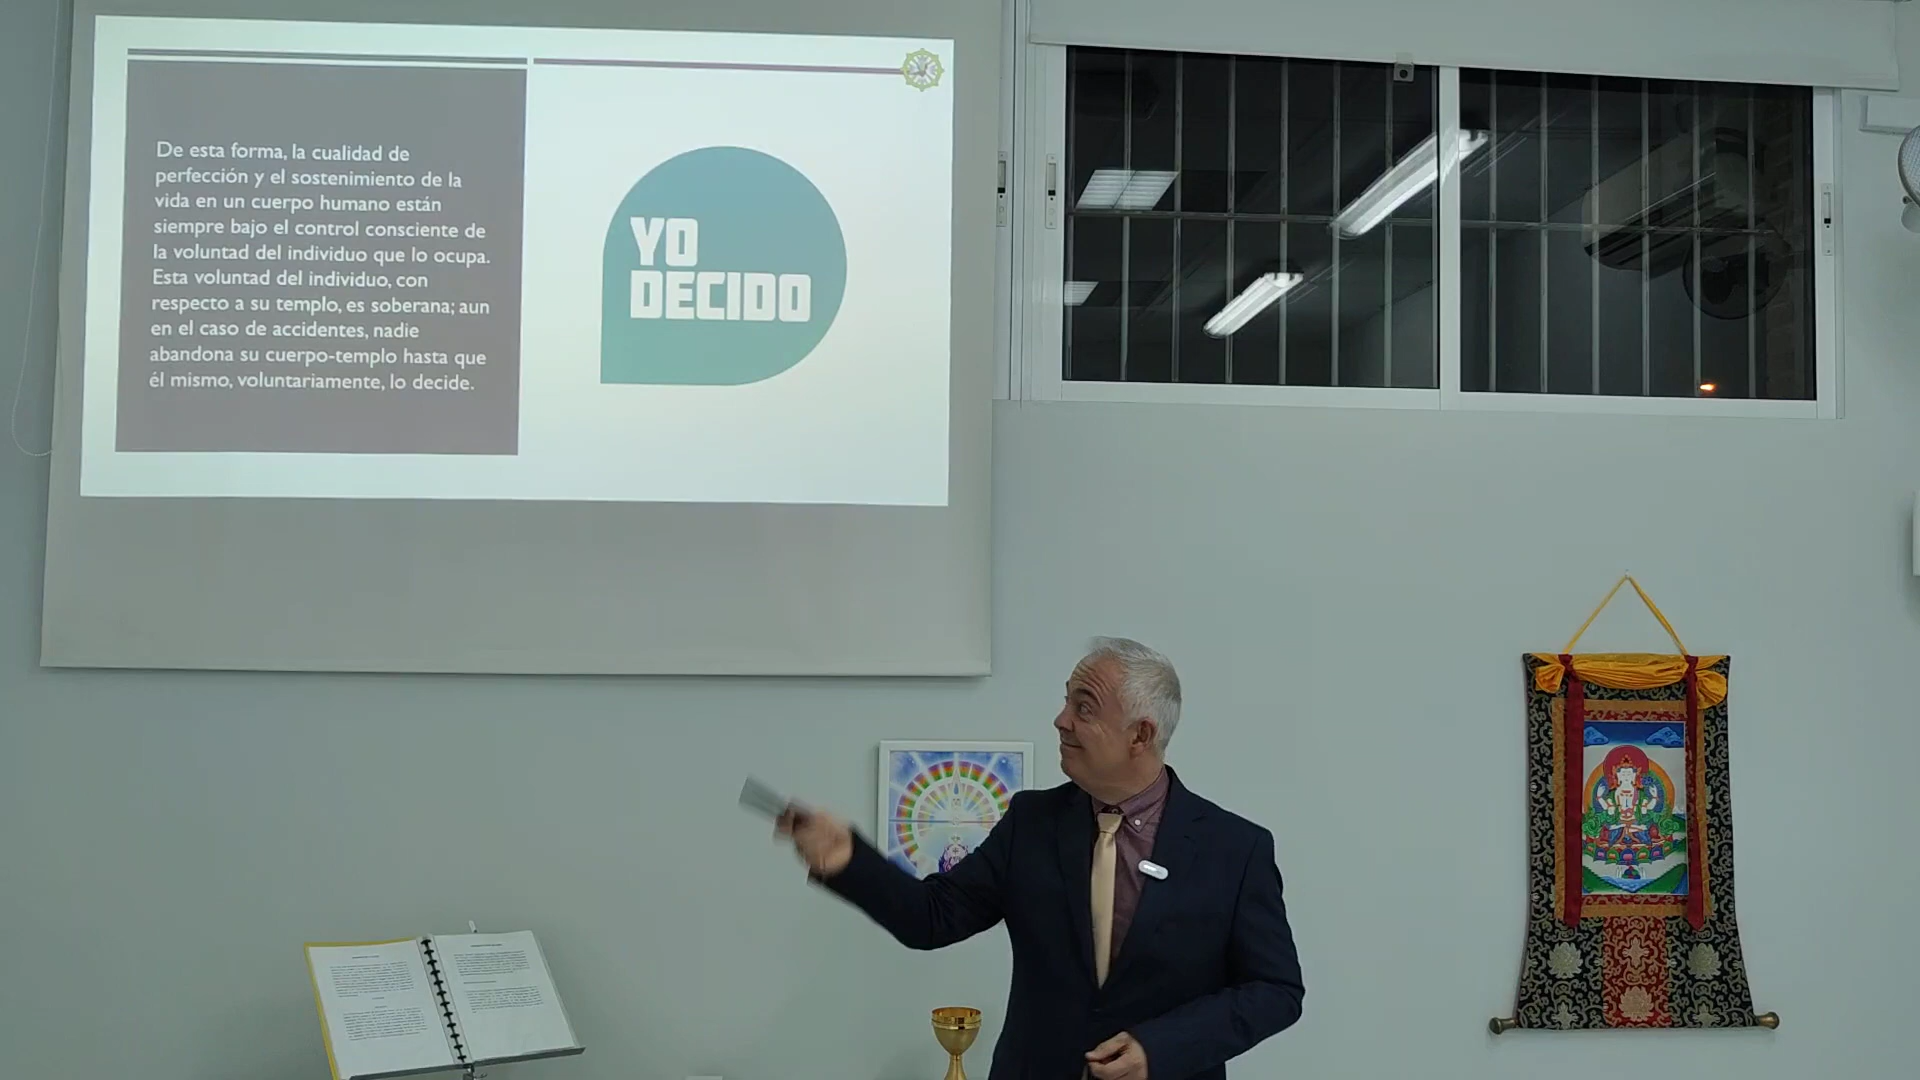 De esta forma, la cualidad de
perfección y el sostenimiento de la
vida en un cuerpo humano están
siempre bajo el control consciente de
la voluntad del individuo que lo ocupa.
Esta voluntad del individuo, con
respecto a su templo, es soberana; aun
en el caso de accidentes, nadie
abandona su cuerpo-templo hasta que
él mismo, voluntariamente, lo decide.
YO
DECIDO